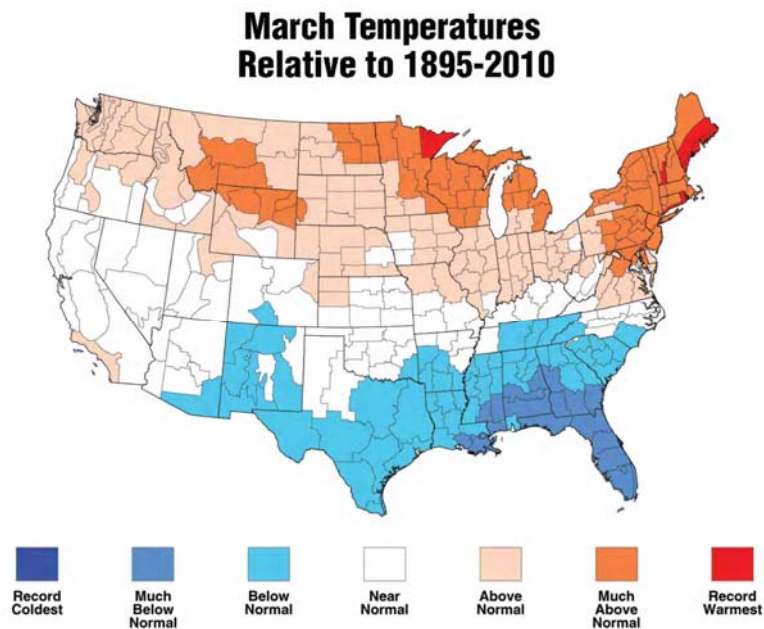 March Temperatures
Relative to 1895-2010
Record
Coldest
Much
Below
Normal
Below
Normal
Near
Normal
Above
Normal
Much
Above
Normal
Record
Warmest